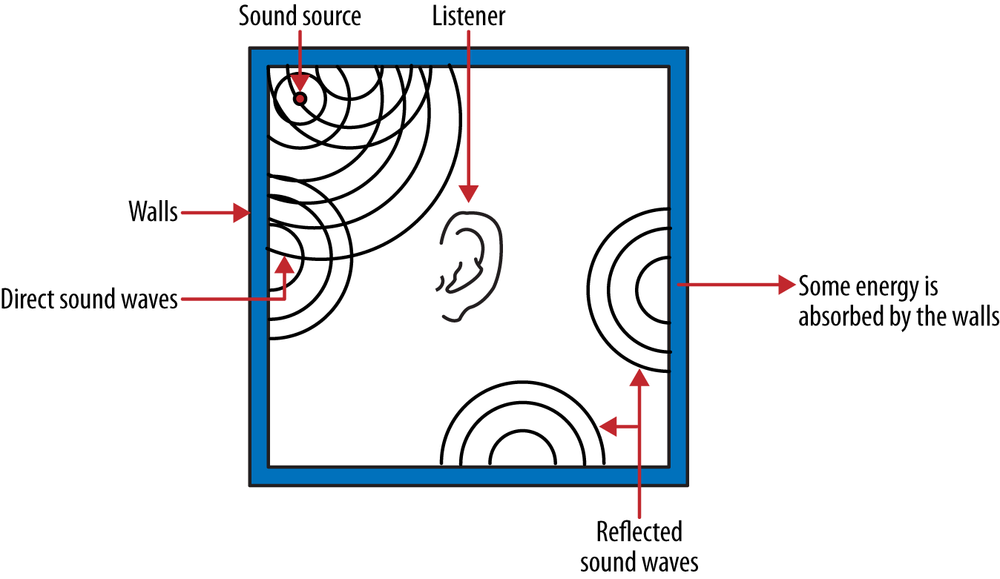 Sound source
Listener
Walls
Direct sound waves
Some energy is
absorbed by the walls
Reflected
sound waves